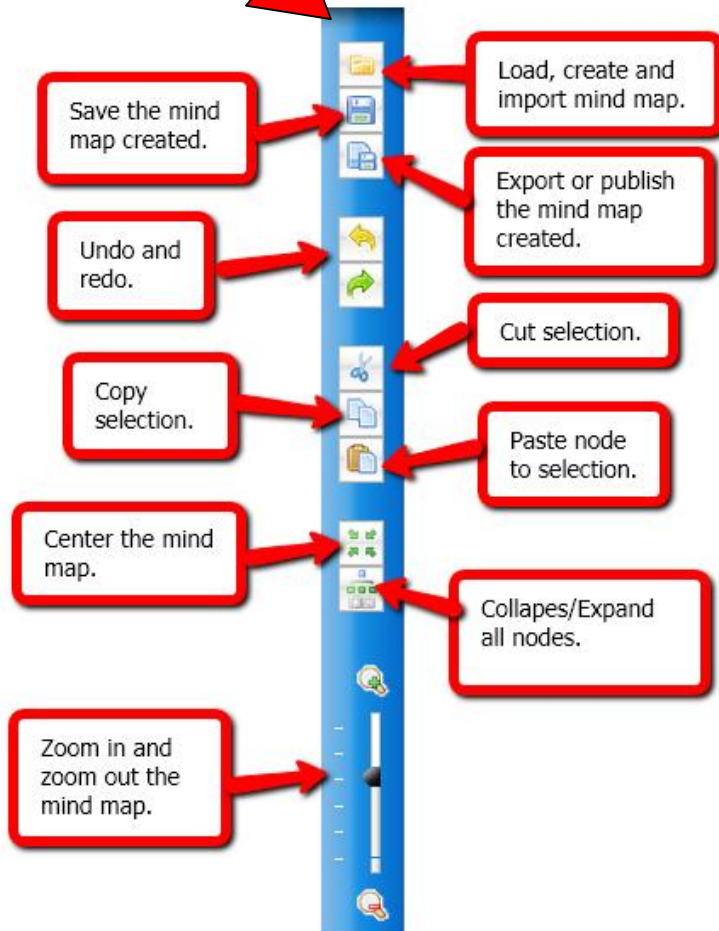 Load, create and
import mind map.
Save the mind
map created.
Export or publish
the mind map
created.
Undo and
redo.
Cut selection.
Copy
selection.
Paste node
to selection.
Center the mind
map.
Collapes/Expand
all nodes.
Zoom in and
zoom out the
mind map.